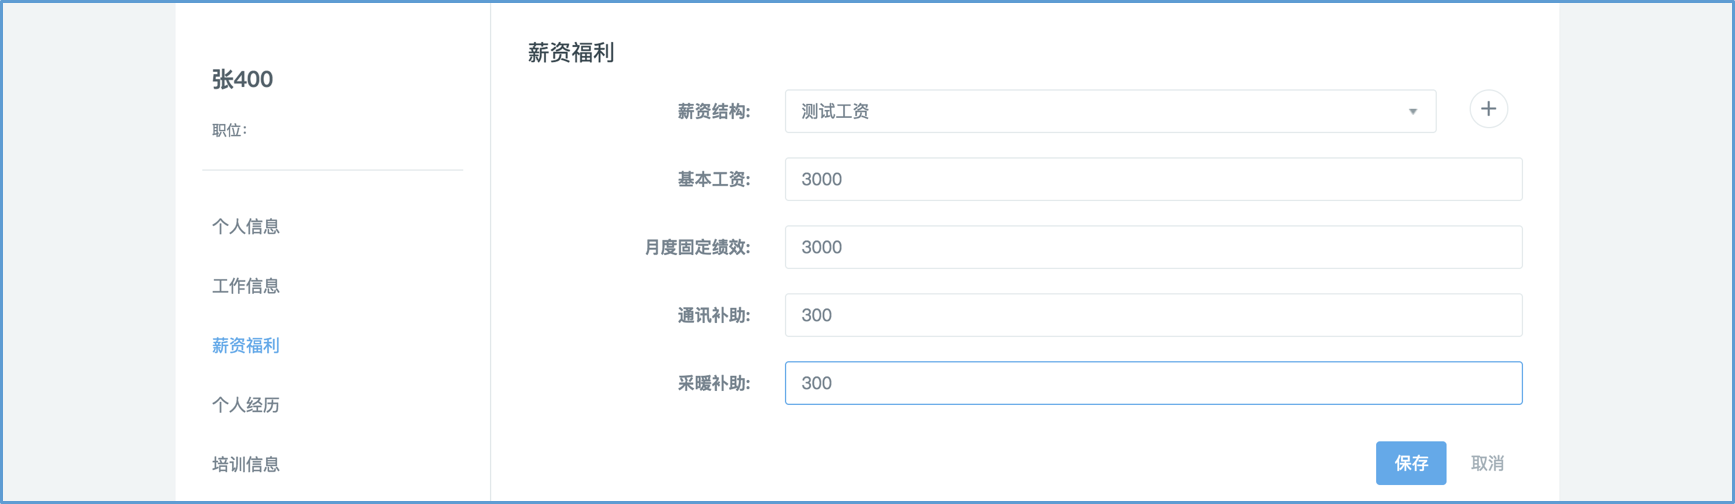 张400
职位：
个人信息
工作信息
薪资福利
个人经历
培训信息
薪资福利
薪资结构: 测试工资
基本工资: 3000
月度固定绩效: 3000
通讯补助: 300
采暖补助: 300
保存 取消